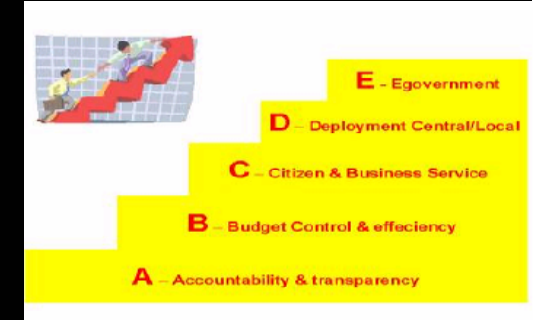 E - Egovernment
D - Deployment Central/Local
C - Citizen & Business Service
B - Budget Control & effeciency
A - Accountability & transparency